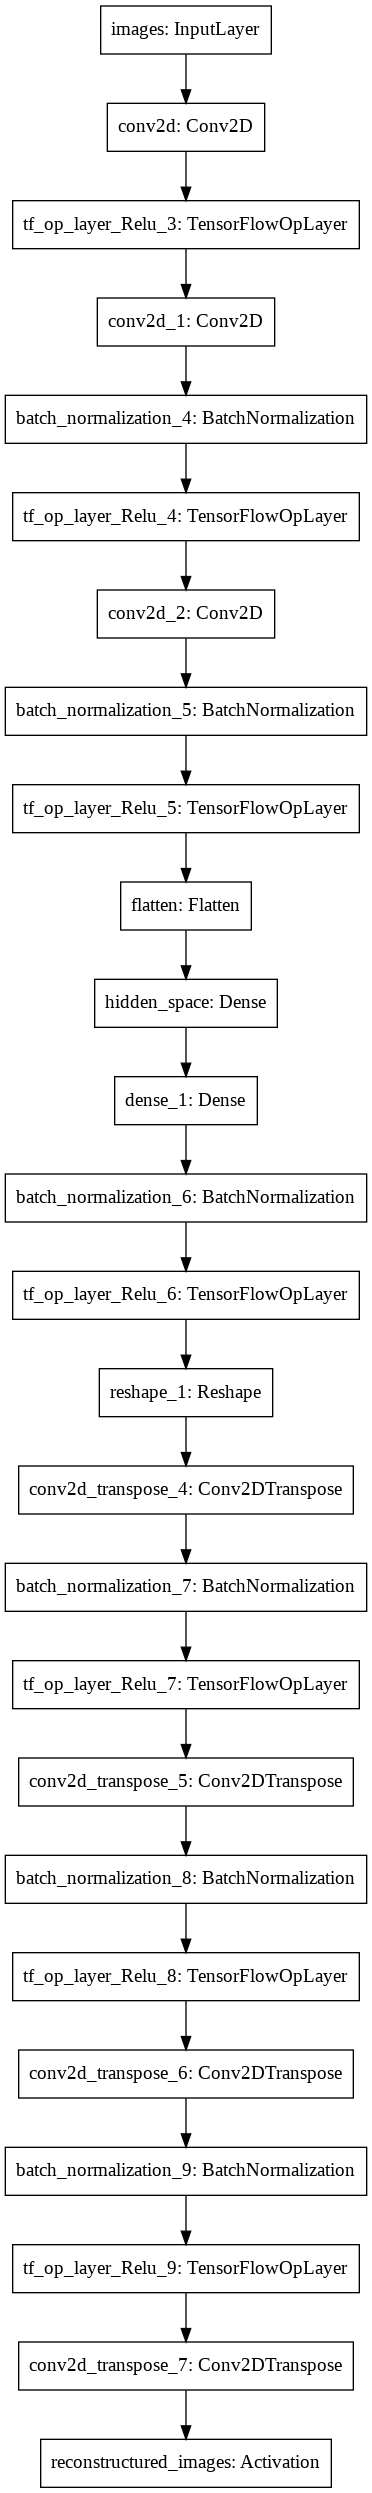 images: InputLayer
conv2d: Conv2D
tf_op_layer_Relu_3: TensorFlowOpLayer
conv2d_1: Conv2D
batch_normalization_4: BatchNormalization
tf_op_layer_Relu_4: TensorFlowOpLayer
conv2d_2: Conv2D
batch_normalization_5: BatchNormalization
tf_op_layer_Relu_5: TensorFlowOpLayer
flatten: Flatten
hidden_space: Dense
dense_1: Dense
batch_normalization_6: BatchNormalization
tf_op_layer_Relu_6: TensorFlowOpLayer
reshape_1: Reshape
conv2d_transpose_4: Conv2DTranspose
batch_normalization_7: BatchNormalization
tf_op_layer_Relu_7: TensorFlowOpLayer
conv2d_transpose_5: Conv2DTranspose
batch_normalization_8: BatchNormalization
tf_op_layer_Relu_8: TensorFlowOpLayer
conv2d_transpose_6: Conv2DTranspose
batch_normalization_9: BatchNormalization
tf_op_layer_Relu_9: TensorFlowOpLayer
conv2d_transpose_7: Conv2DTranspose
reconstructured_images: Activation